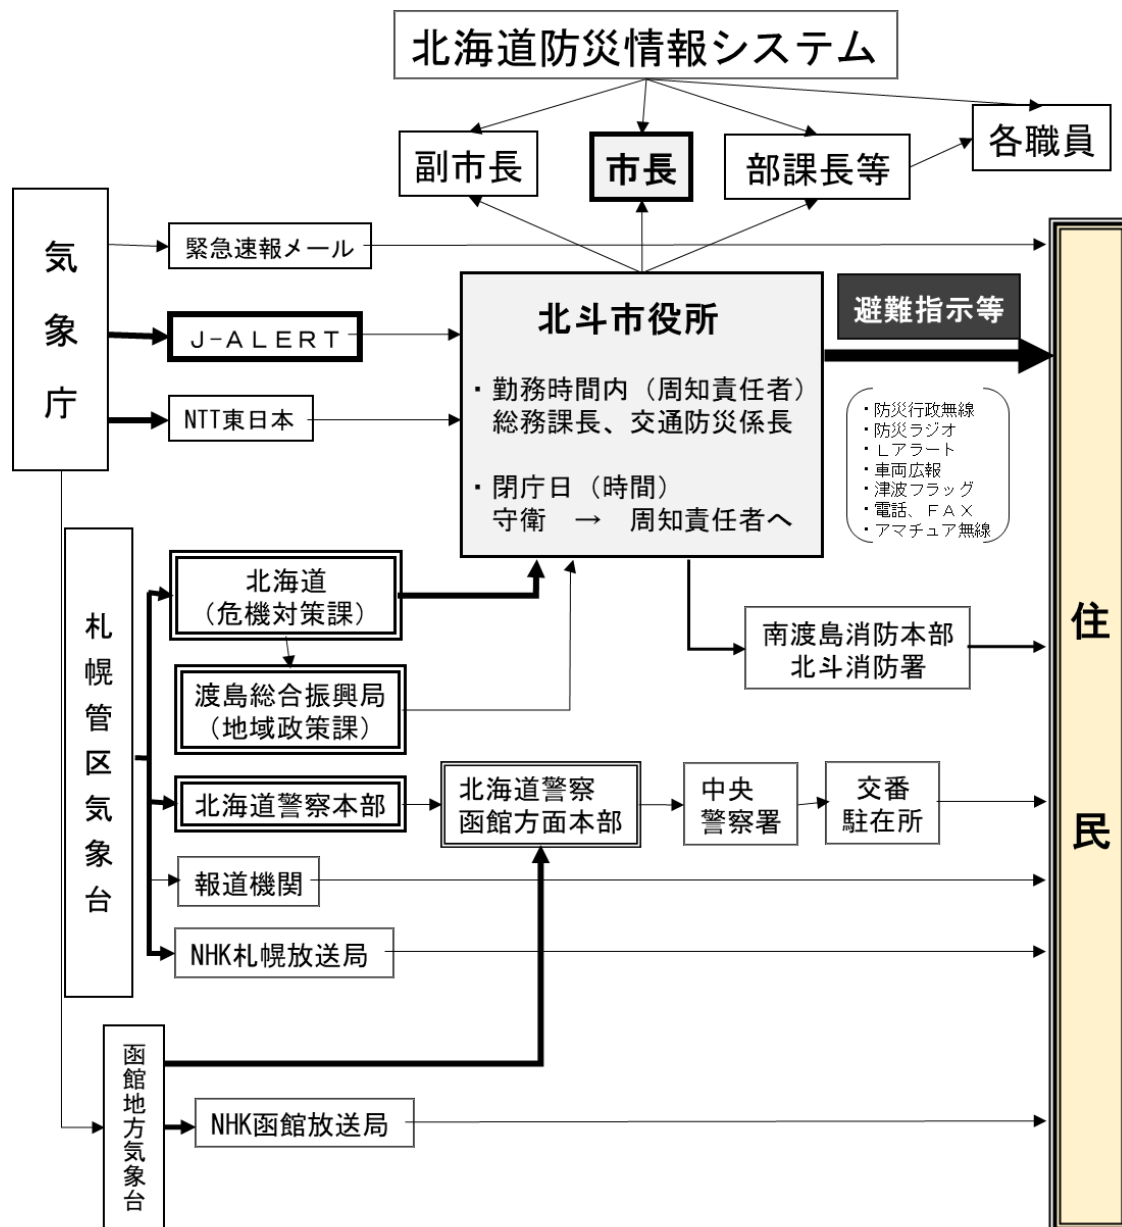 北海道防災情報システム
副市長
市長
部課長等
各職員
気象庁
緊急速報メール
J-ALERT
NTT東日本
北斗市役所
・勤務時間内（周知責任者）
総務課長、交通防災係長
・閉庁日（時間）
守衛 → 周知責任者へ
避難指示等
・防災行政無線
・防災ラジオ
・Lアラート
・車両広報
・津波フラッグ
・電話、FAX
・アマチュア無線
住民
札幌管区気象台
北海道
（危機対策課）
渡島総合振興局
（地域政策課）
南渡島消防本部
北斗消防署
北海道警察本部
北海道警察
函館方面本部
中央
警察署
交番
駐在所
報道機関
NHK札幌放送局
函館地方気象台
NHK函館放送局